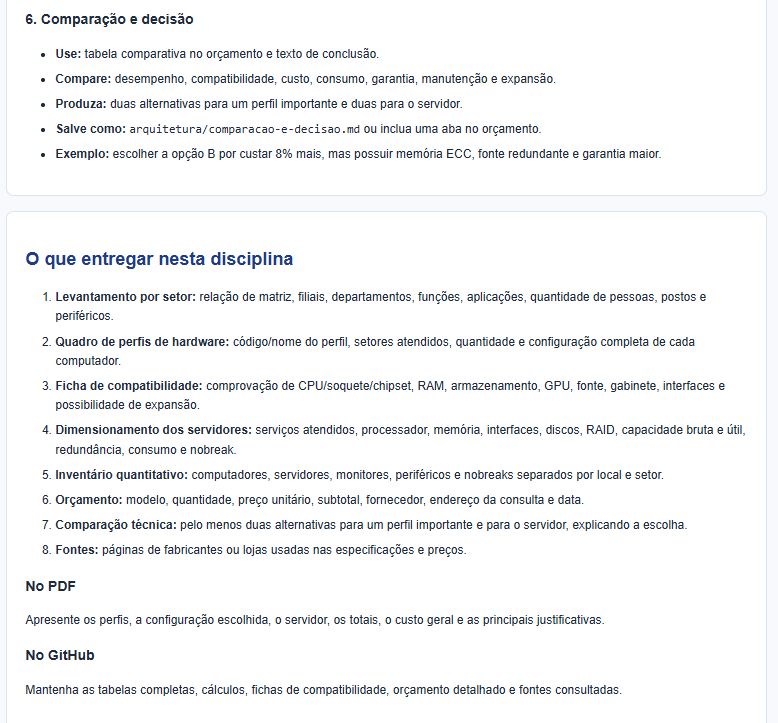 6. Comparação e decisão
• Use: tabela comparativa no orçamento e texto de conclusão.
• Compare: desempenho, compatibilidade, custo, consumo, garantia, manutenção e expansão.
• Produza: duas alternativas para um perfil importante e duas para o servidor.
• Salve como: arquitetura/comparacao-e-decisao.md ou inclua uma aba no orçamento.
• Exemplo: escolher a opção B por custar 8% mais, mas possuir memória ECC, fonte redundante e garantia maior.
O que entregar nesta disciplina
1. Levantamento por setor: relação de matriz, filiais, departamentos, funções, aplicações, quantidade de pessoas, postos e
periféricos.
2. Quadro de perfis de hardware: código/nome do perfil, setores atendidos, quantidade e configuração completa de cada
computador.
3. Ficha de compatibilidade: comprovação de CPU/soquete/chipset, RAM, armazenamento, GPU, fonte, gabinete, interfaces e
possibilidade de expansão.
4. Dimensionamento dos servidores: serviços atendidos, processador, memória, interfaces, discos, RAID, capacidade bruta e útil,
redundância, consumo e nobreak.
5. Inventário quantitativo: computadores, servidores, monitores, periféricos e nobreaks separados por local e setor.
6. Orçamento: modelo, quantidade, preço unitário, subtotal, fornecedor, endereço da consulta e data.
7. Comparação técnica: pelo menos duas alternativas para um perfil importante e para o servidor, explicando a escolha.
8. Fontes: páginas de fabricantes ou lojas usadas nas especificações e preços.
No PDF
Apresente os perfis, a configuração escolhida, o servidor, os totais, o custo geral e as principais justificativas.
No GitHub
Mantenha as tabelas completas, cálculos, fichas de compatibilidade, orçamento detalhado e fontes consultadas.